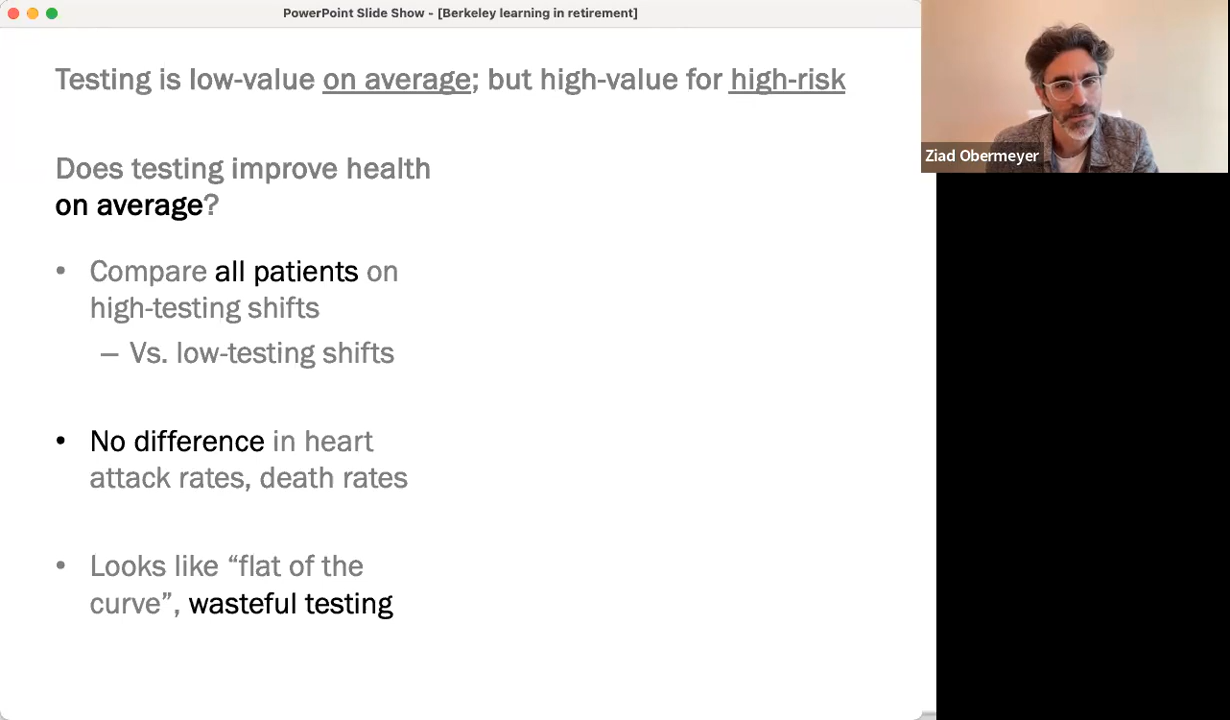 PowerPoint Slide Show - [Berkeley learning in retirement]
Testing is low-value on average; but high-value for high-risk
Ziad Obermeyer
Does testing improve health
on average?
• Compare all patients on
high-testing shifts
– Vs. low-testing shifts
• No difference in heart
attack rates, death rates
• Looks like “flat of the
curve”, wasteful testing